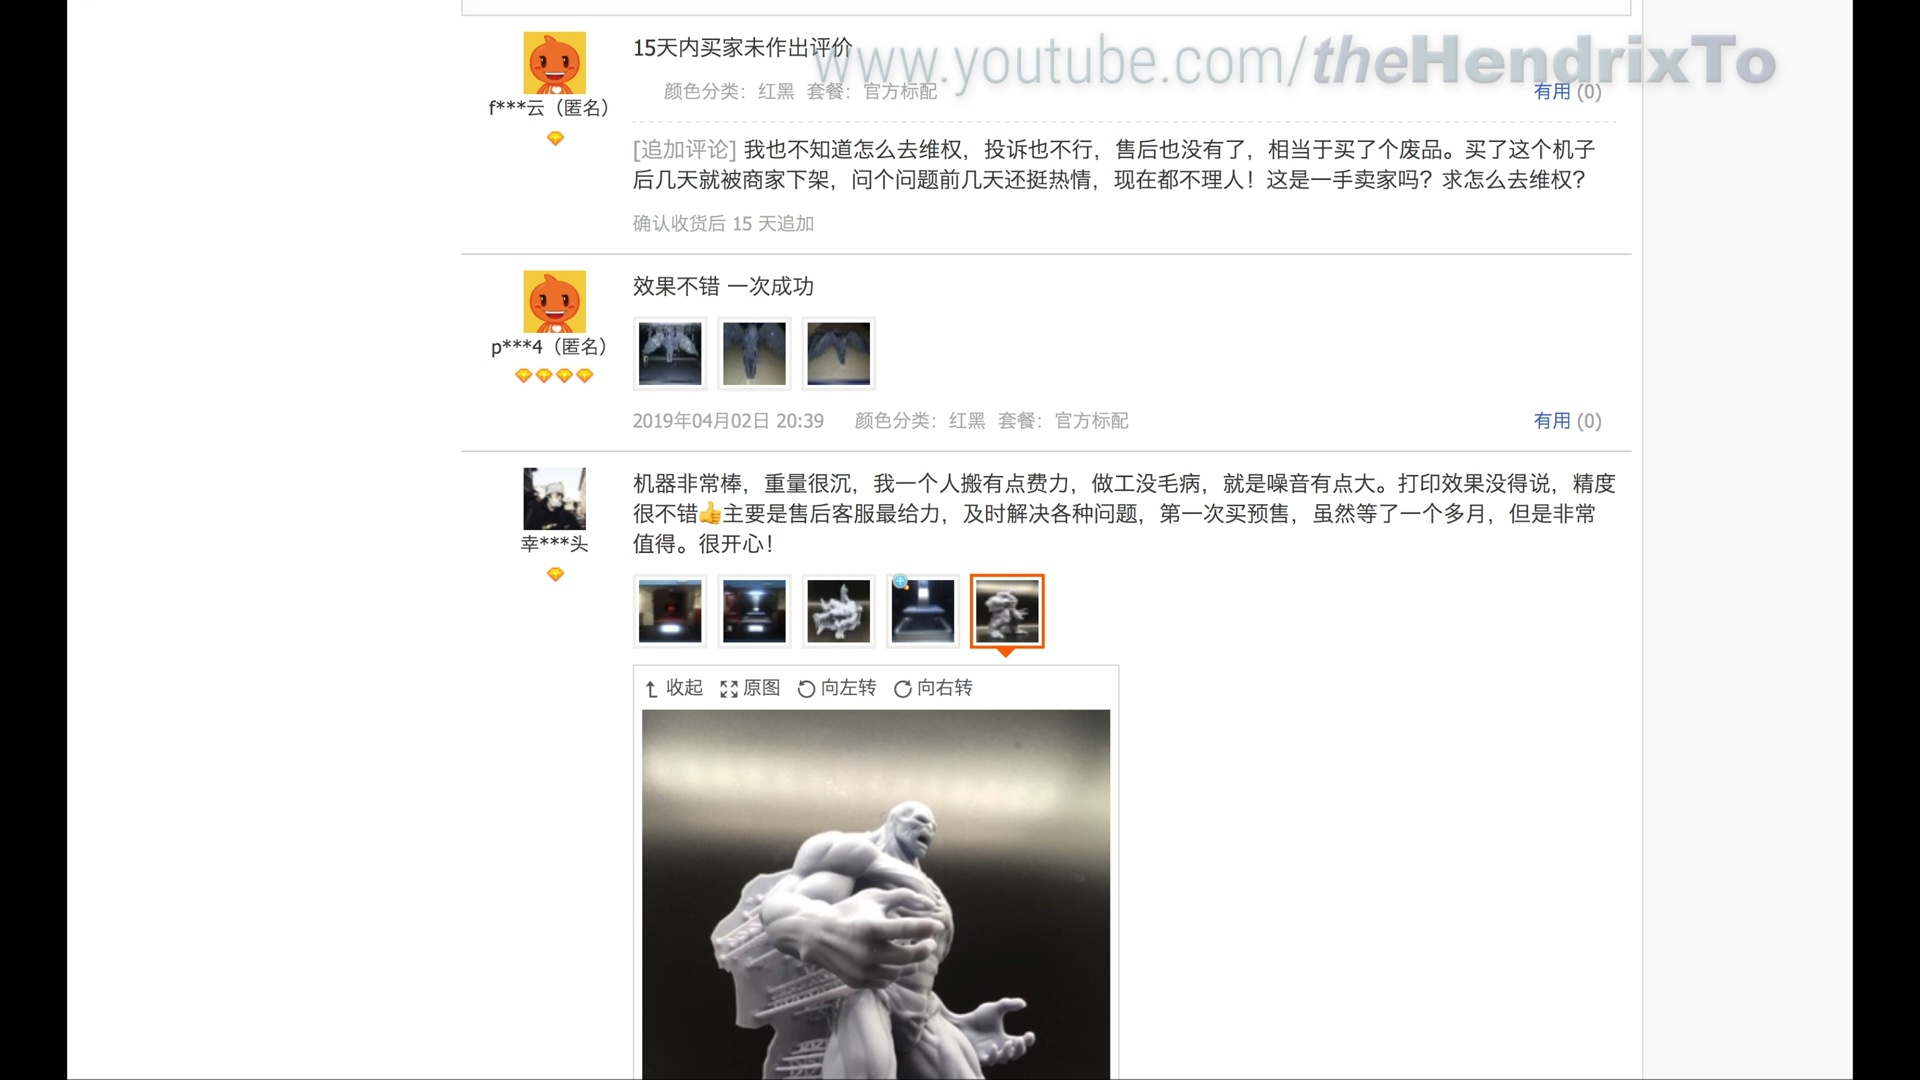 www.youtube.com/theHendrixTo
15天内买家未作出评价
颜色分类：红黑 套餐：官方标配
有用 (0)
f***云（匿名）
[追加评论] 我也不知道怎么去维权，投诉也不行，售后也没有了，相当于买了个废品。买了这个机子
后几天就被商家下架，问个问题前几天还挺热情，现在都不理人！这是一手卖家吗？求怎么去维权？
确认收货后 15 天追加
效果不错 一次成功
p***4（匿名）
2019年04月02日 20:39 颜色分类：红黑 套餐：官方标配
有用 (0)
机器非常棒，重量很沉，我一个人搬有点费力，做工没毛病，就是噪音有点大。打印效果没得说，精度
很不错👍主要是售后客服最给力，及时解决各种问题，第一次买预售，虽然等了一个多月，但是非常
值得。很开心！
幸***头
收起 原图 向左转 向右转